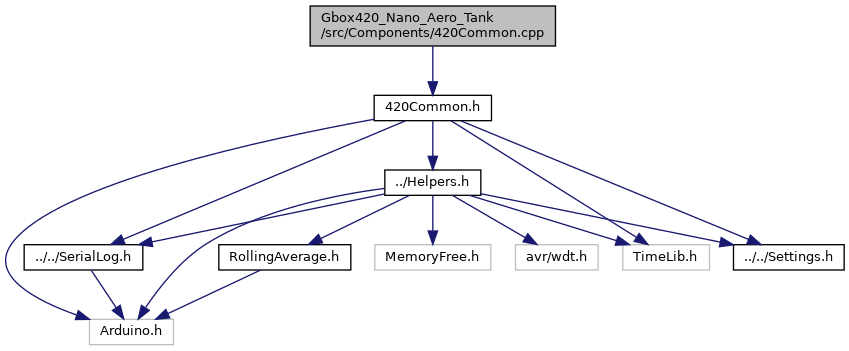 Gbox420_Nano_Aero_Tank
/src/Components/420Common.cpp
420Common.h
../Helpers.h
../../SerialLog.h
RollingAverage.h
MemoryFree.h
avr/wdt.h
TimeLib.h
../../Settings.h
Arduino.h